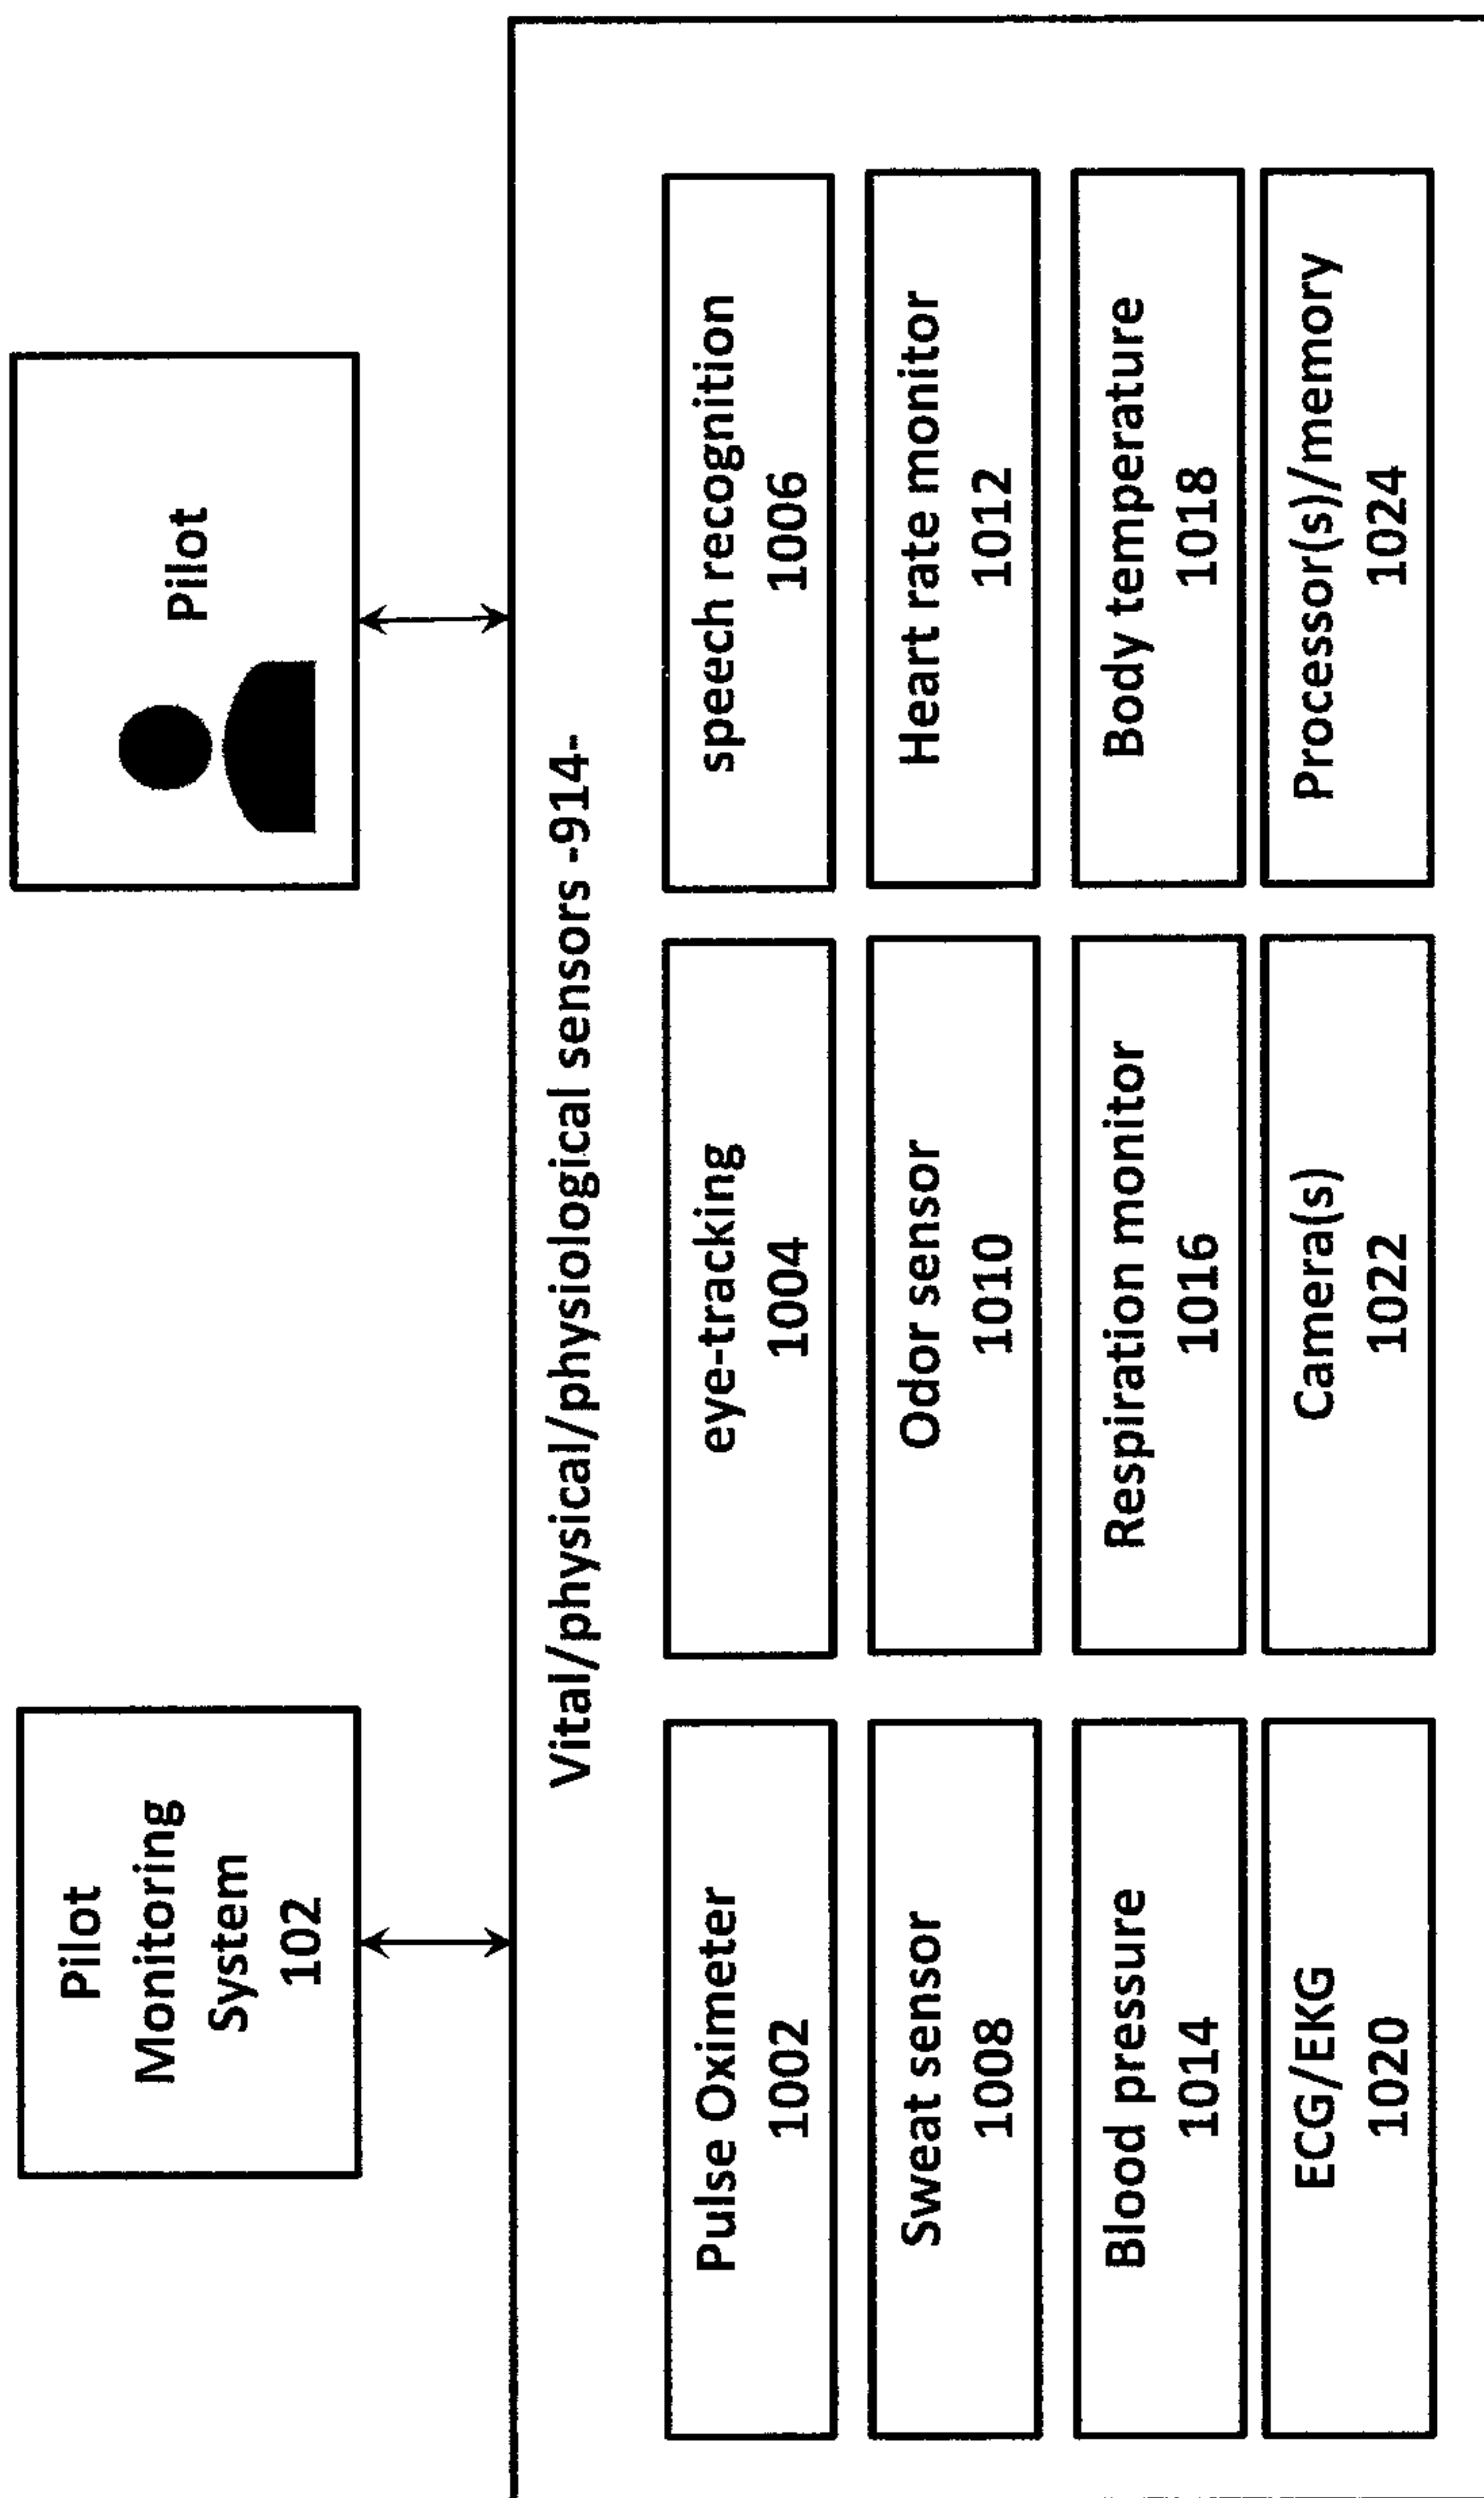 Pilot
Monitoring
System
102
Pilot
Vital/physical/physiological sensors -914-
Pulse Oximeter
1002
eye-tracking
1004
speech recognition
1006
Sweat sensor
1008
Odor sensor
1010
Heart rate monitor
1012
Blood pressure
1014
Respiration monitor
1016
Body temperature
1018
ECG/EKG
1020
Camera(s)
1022
Processor(s)/memory
1024